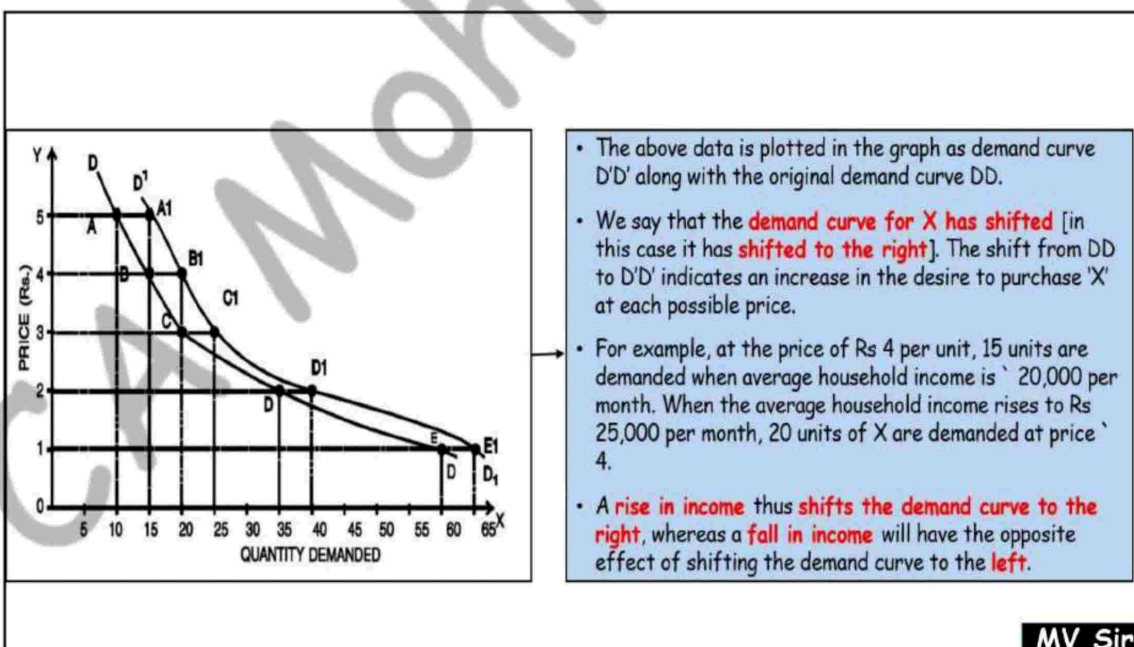 CA Moh
Y
D
D'
5
A
A1
4
B
B1
C1
3
C
PRICE (Rs.)
2
D
D1
1
E
E1
D
D₁
0
5 10 15 20 25 30 35 40 45 50 55 60 65 X
QUANTITY DEMANDED
• The above data is plotted in the graph as demand curve
D'D' along with the original demand curve DD.
• We say that the demand curve for X has shifted [in
this case it has shifted to the right]. The shift from DD
to D'D' indicates an increase in the desire to purchase 'X'
at each possible price.
• For example, at the price of Rs 4 per unit, 15 units are
demanded when average household income is ` 20,000 per
month. When the average household income rises to Rs
25,000 per month, 20 units of X are demanded at price `
4.
• A rise in income thus shifts the demand curve to the
right, whereas a fall in income will have the opposite
effect of shifting the demand curve to the left.
MV Sir